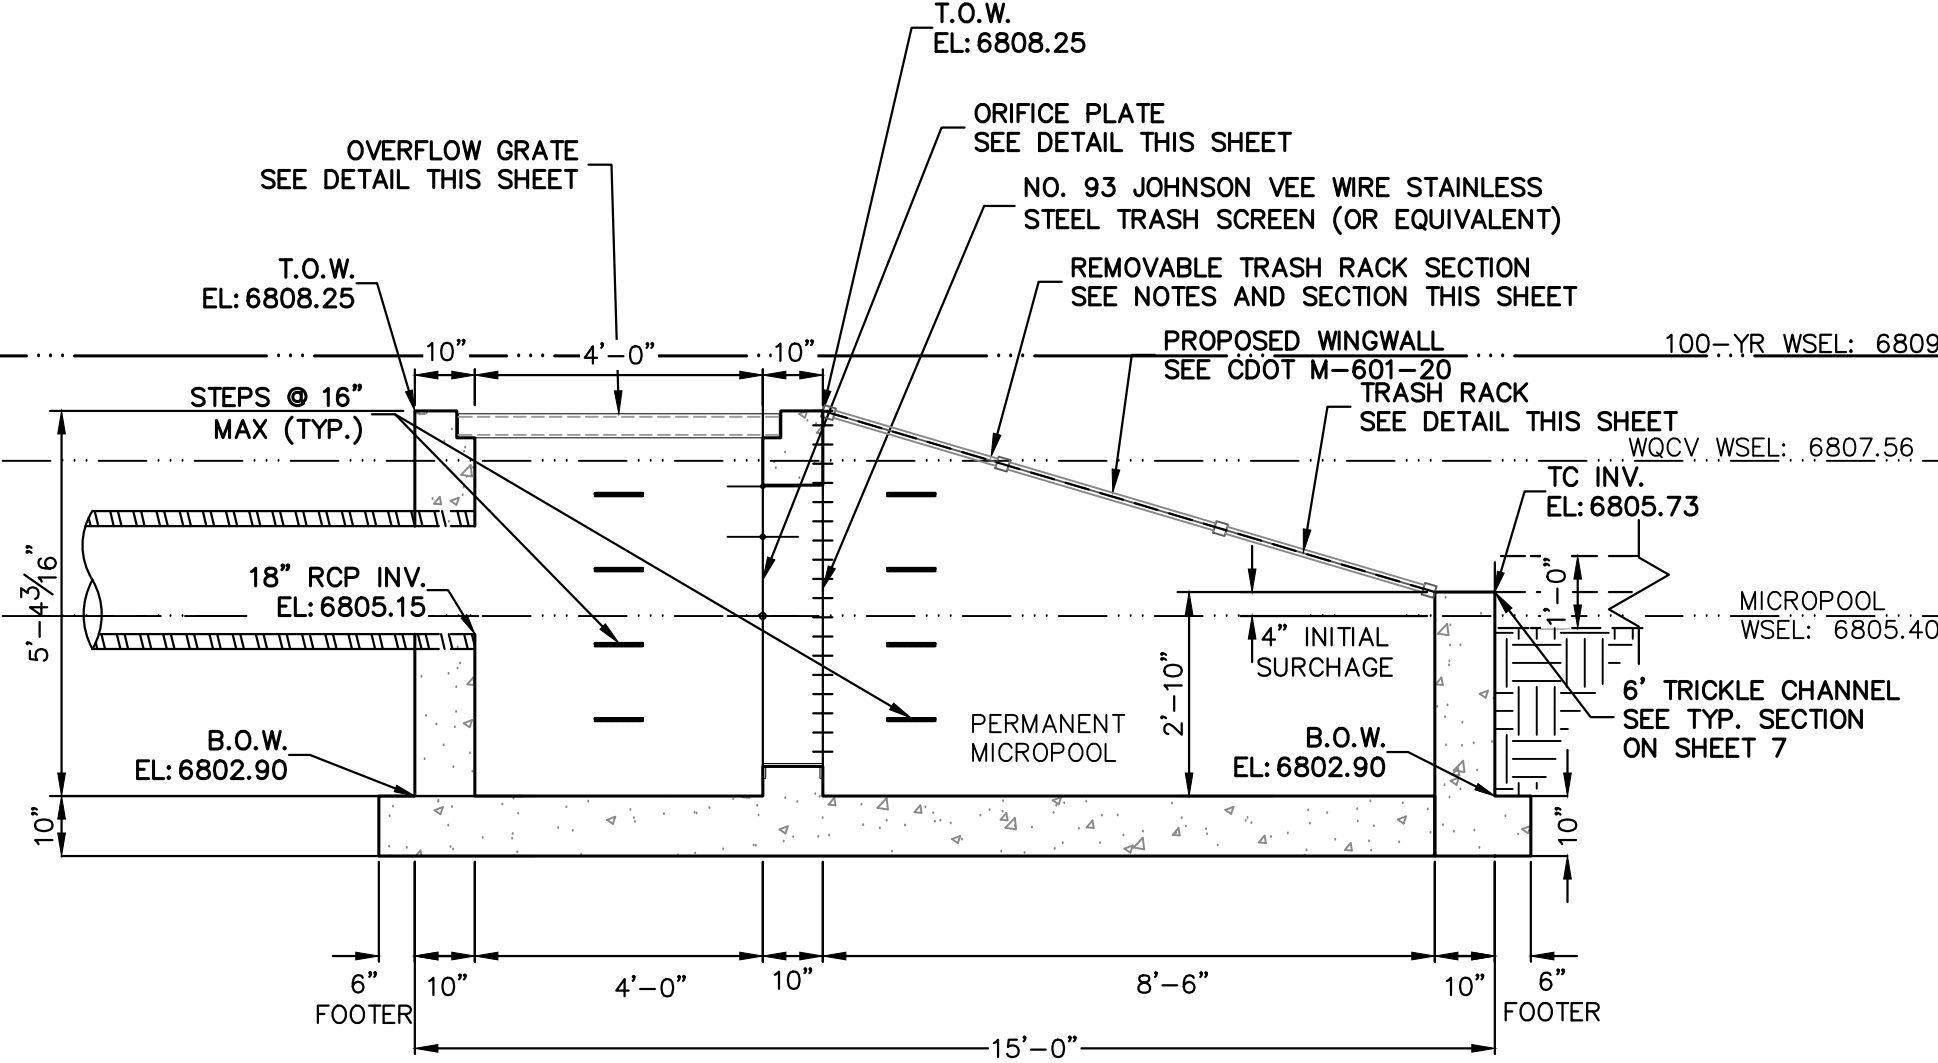 T.O.W.
EL: 6808.25
ORIFICE PLATE
SEE DETAIL THIS SHEET
OVERFLOW GRATE
SEE DETAIL THIS SHEET
NO. 93 JOHNSON VEE WIRE STAINLESS
STEEL TRASH SCREEN (OR EQUIVALENT)
T.O.W.
EL: 6808.25
REMOVABLE TRASH RACK SECTION
SEE NOTES AND SECTION THIS SHEET
PROPOSED WINGWALL
SEE CDOT M-601-20
100-YR WSEL: 6809
10"
4'-0"
10"
TRASH RACK
SEE DETAIL THIS SHEET
STEPS @ 16"
MAX (TYP.)
WQCV WSEL: 6807.56
TC INV.
EL: 6805.73
5'-4 3/16"
18" RCP INV.
EL: 6805.15
1'-0"
MICROPOOL
WSEL: 6805.40
4" INITIAL
SURCHAGE
2'-10"
6' TRICKLE CHANNEL
SEE TYP. SECTION
ON SHEET 7
PERMANENT
MICROPOOL
B.O.W.
EL: 6802.90
B.O.W.
EL: 6802.90
10"
10"
6"
FOOTER
10"
4'-0"
10"
8'-6"
10"
6"
FOOTER
15'-0"